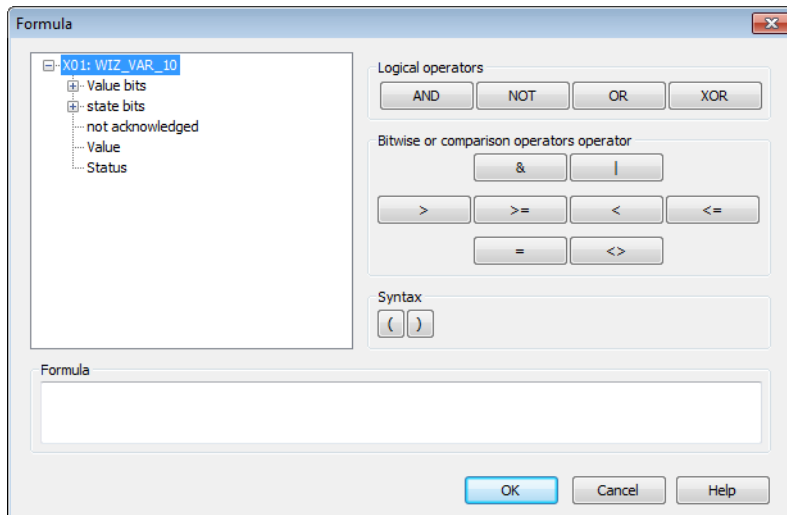 Formula
X01: WIZ_VAR_10
Value bits
state bits
not acknowledged
Value
Status
Logical operators
AND NOT OR XOR
Bitwise or comparison operators operator
& |
> >= < <=
= <>
Syntax
( )
Formula
OK Cancel Help